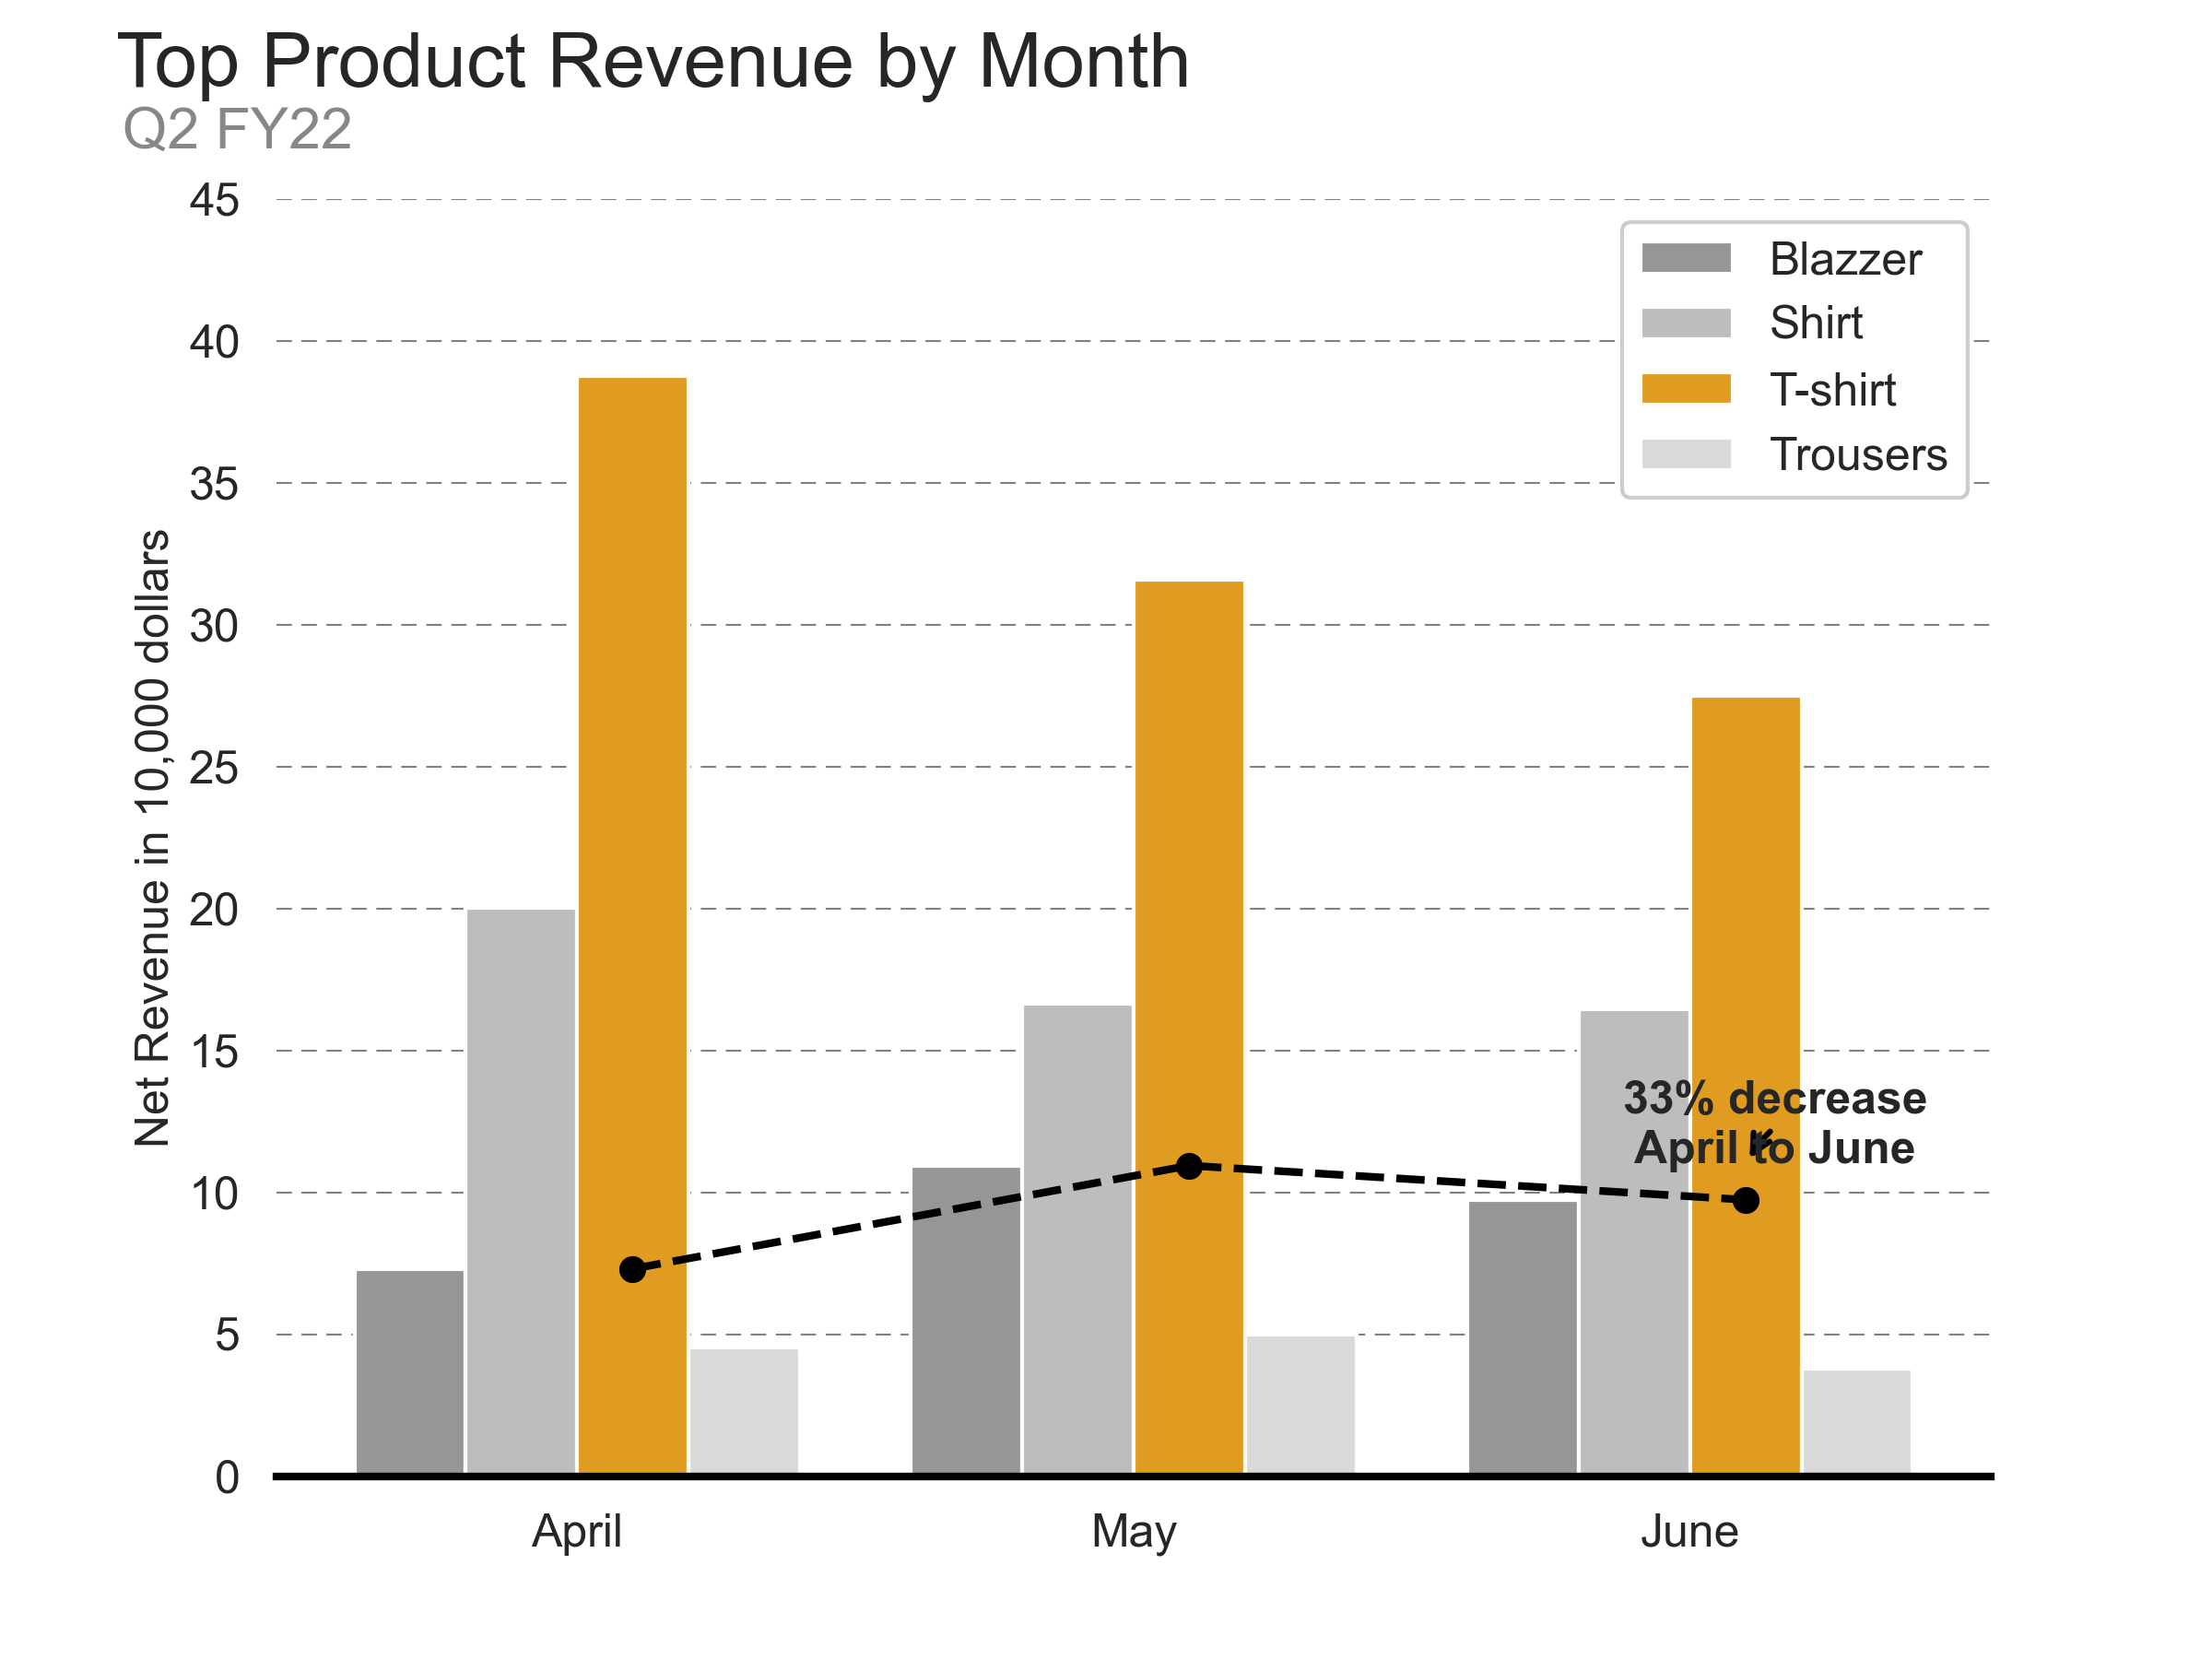 Top Product Revenue by Month
Q2 FY22
Net Revenue in 10,000 dollars
45
40
35
30
25
20
15
10
5
0
Blazzer
Shirt
T-shirt
Trousers
33% decrease
April to June
April
May
June